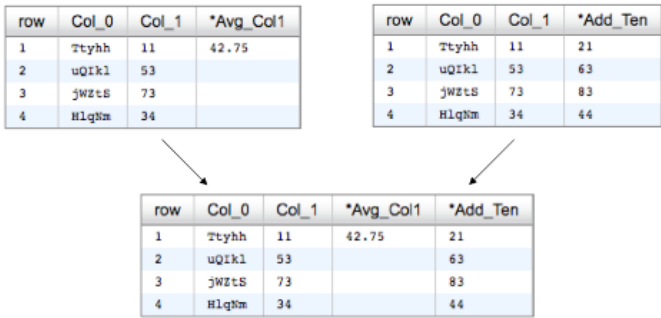 row Col_0 Col_1 *Avg_Col1
1 Ttyhh 11 42.75
2 uQIkl 53
3 jWZtS 73
4 HlqNm 34
row Col_0 Col_1 *Add_Ten
1 Ttyhh 11 21
2 uQIkl 53 63
3 jWZtS 73 83
4 HlqNm 34 44
row Col_0 Col_1 *Avg_Col1 *Add_Ten
1 Ttyhh 11 42.75 21
2 uQIkl 53 63
3 jWZtS 73 83
4 HlqNm 34 44